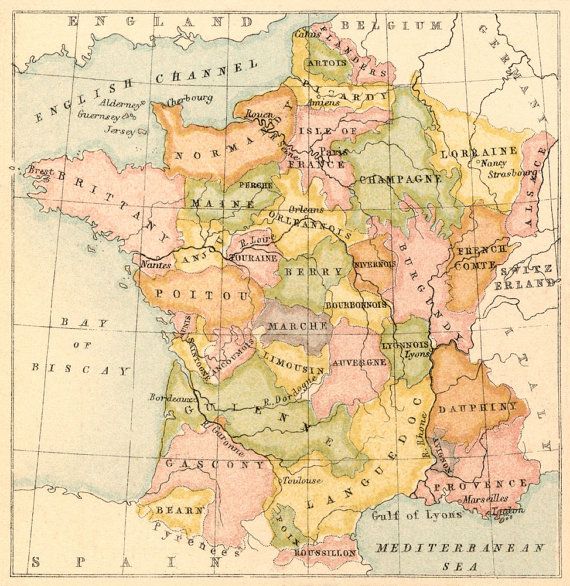 ENGLAND
BELGIUM
GERMANY
ENGLISH CHANNEL
Calais
FLANDERS
ARTOIS
PICARDY
Amiens
Alderney
Guernsey
Jersey
Cherbourg
Rouen
R. Seine
NORMANDY
ISLE OF
Paris
FRANCE
CHAMPAGNE
LORRAINE
Nancy
Strasbourg
ALSACE
Brest
BRITTANY
MAINE
PERCHE
Orleans
ORLEANNOIS
ANJOU
R. Loire
TOURAINE
Nantes
BERRY
NIVERNOIS
BURGUNDY
FRENCH
COMTE
SWITZ
ERLAND
POITOU
BOURBONNOIS
MARCHE
AUNIS
SAINTONGE
ANGOUMOIS
LIMOUSIN
AUVERGNE
LYONNOIS
Lyons
ITALY
BAY
OF
BISCAY
Bordeaux
R. Dordogne
GUIENNE
R. Garonne
DAUPHINY
LANGUEDOC
R. Rhone
AVIGNON
GASCONY
Toulouse
PROVENCE
Marseilles
Toulon
BEARN
Pyrenees
FOIX
ROUSSILLON
Gulf of Lyons
MEDITERRANEAN
SEA
SPAIN